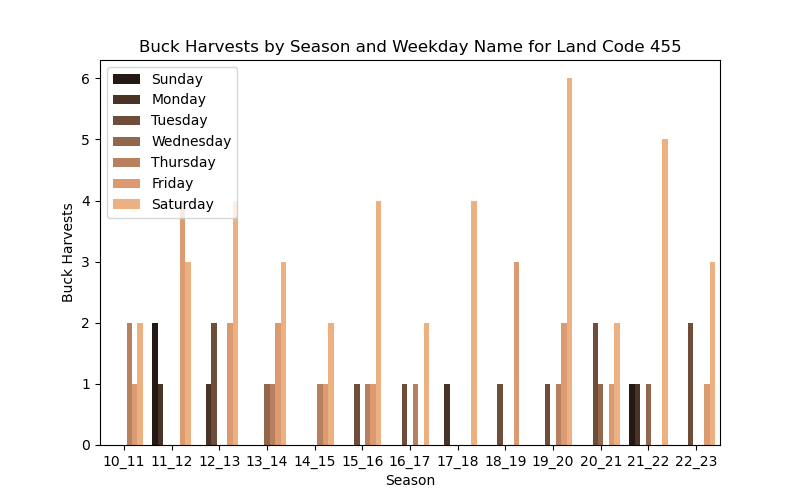 Buck Harvests by Season and Weekday Name for Land Code 455
Sunday
Monday
Tuesday
Wednesday
Thursday
Friday
Saturday
6
5
4
3
2
1
0
Buck Harvests
10_11 11_12 12_13 13_14 14_15 15_16 16_17 17_18 18_19 19_20 20_21 21_22 22_23
Season